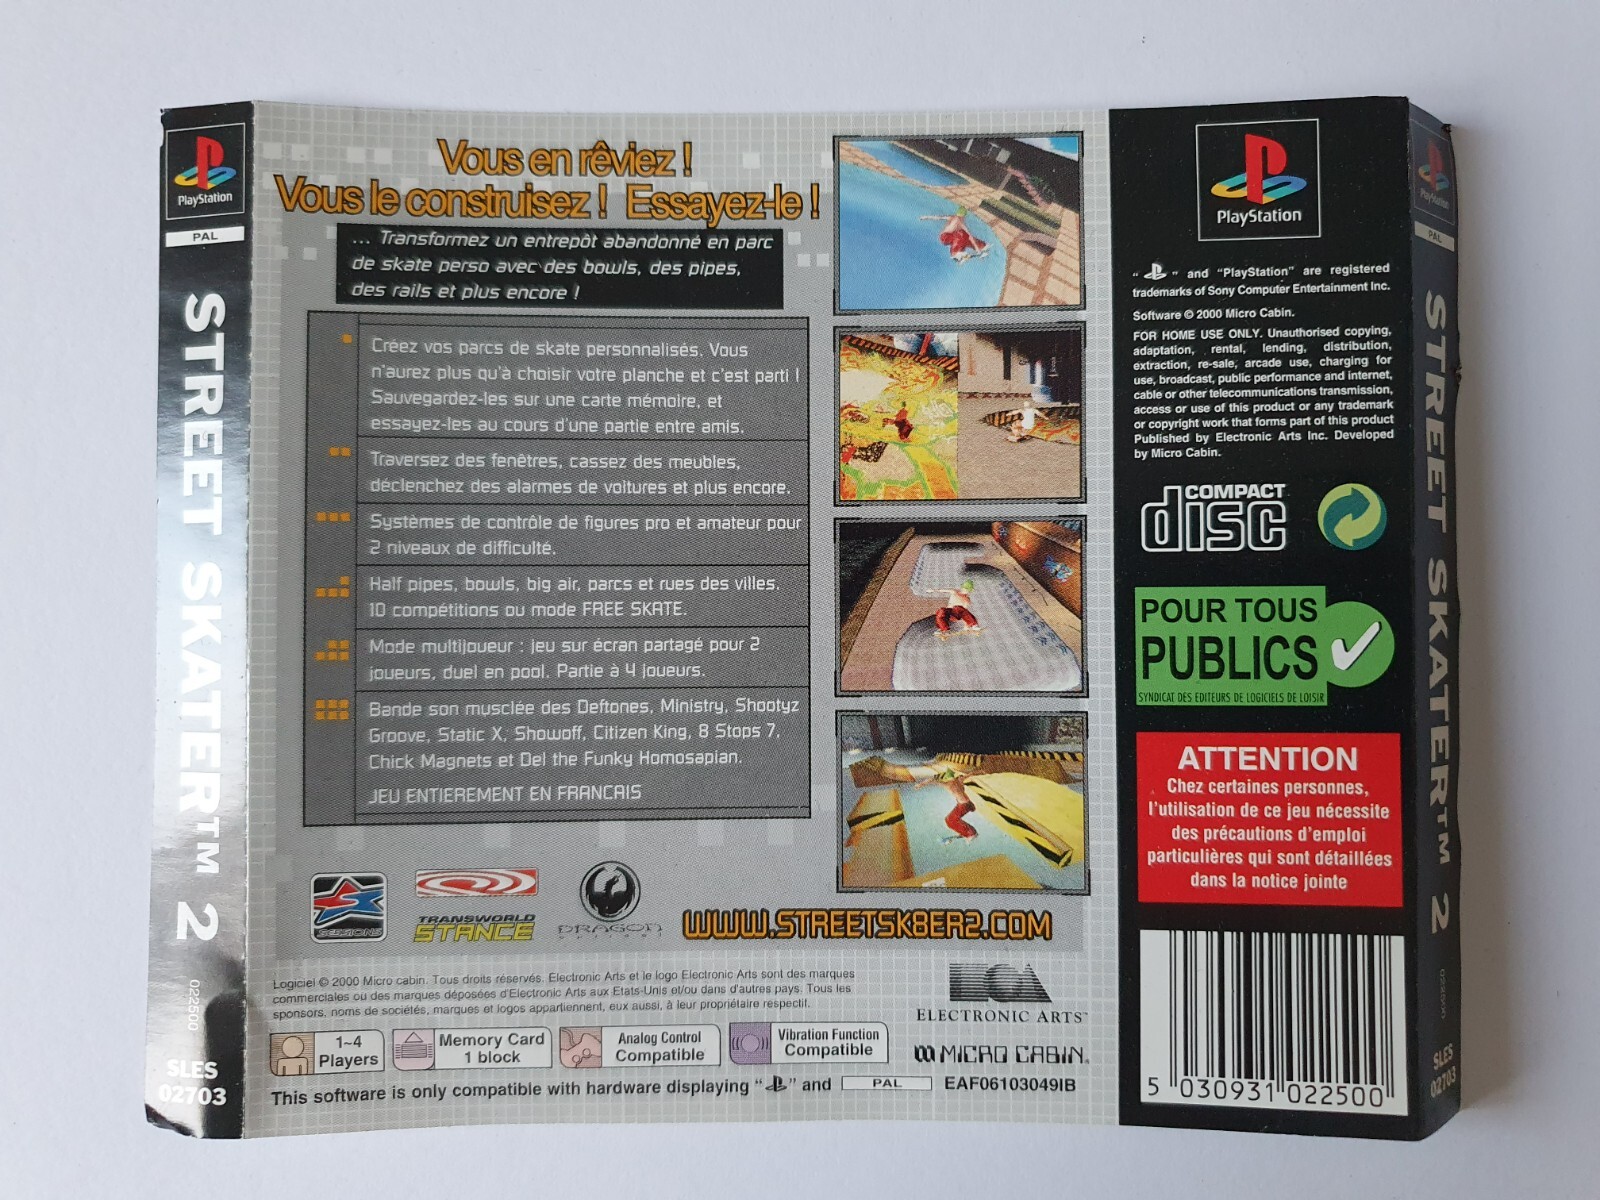 PlayStation
PAL
STREET SKATER™ 2
022500
SLES
02703
Vous en rêviez !
Vous le construisez ! Essayez-le !
... Transformez un entrepôt abandonné en parc
de skate perso avec des bowls, des pipes,
des rails et plus encore !
Créez vos parcs de skate personnalisés. Vous
n'aurez plus qu'à choisir votre planche et c'est parti !
Sauvegardez-les sur une carte mémoire, et
essayez-les au cours d'une partie entre amis.
Traversez des fenêtres, cassez des meubles,
déclenchez des alarmes de voitures et plus encore.
Systèmes de contrôle de figures pro et amateur pour
2 niveaux de difficulté.
Half pipes, bowls, big air, parcs et rues des villes.
10 compétitions ou mode FREE SKATE.
Mode multijoueur : jeu sur écran partagé pour 2
joueurs, duel en pool. Partie à 4 joueurs.
Bande son musclée des Deftones, Ministry, Shootyz
Groove, Static X, Showoff, Citizen King, 8 Stops 7,
Chick Magnets et Del the Funky Homosapian.
JEU ENTIEREMENT EN FRANCAIS
SESSIONS
TRANSWORLD
STANCE
DRAGON
WWW.STREETSK8ER2.COM
Logiciel © 2000 Micro cabin. Tous droits réservés. Electronic Arts et le logo Electronic Arts sont des marques
commerciales ou des marques déposées d'Electronic Arts aux Etats-Unis et/ou dans d'autres pays. Tous les
sponsors, noms de sociétés, marques et logos appartiennent, eux aussi, à leur propriétaire respectif.
EA
ELECTRONIC ARTS™
1~4
Players
Memory Card
1 block
Analog Control
Compatible
Vibration Function
Compatible
MICRO CABIN.
This software is only compatible with hardware displaying " " and PAL EAF06103049IB
PlayStation
" " and "PlayStation" are registered
trademarks of Sony Computer Entertainment Inc.
Software © 2000 Micro Cabin.
FOR HOME USE ONLY. Unauthorised copying,
adaptation, rental, lending, distribution,
extraction, re-sale, arcade use, charging for
use, broadcast, public performance and internet,
cable or other telecommunications transmission,
access or use of this product or any trademark
or copyright work that forms part of this product
Published by Electronic Arts Inc. Developed
by Micro Cabin.
COMPACT
disc
POUR TOUS
PUBLICS
SYNDICAT DES EDITEURS DE LOGICIELS DE LOISIR
ATTENTION
Chez certaines personnes,
l'utilisation de ce jeu nécessite
des précautions d'emploi
particulières qui sont détaillées
dans la notice jointe
5 030931 022500
PlayStation
PAL
STREET SKATER™ 2
022500
SLES
02703